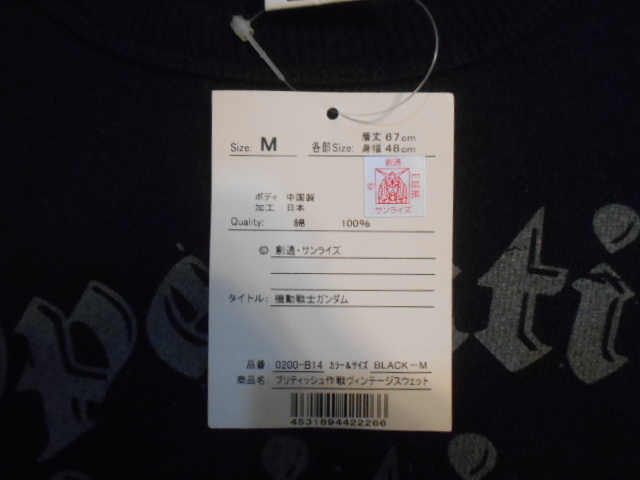 Size: M
各部Size: 着丈 67cm
身幅 48cm
創通
©
サンライズ
ボディ 中国製
加工 日本
Quality: 綿 100%
© 創通・サンライズ
タイトル: 機動戦士ガンダム
品番: 0200-B14 カラー&サイズ BLACK-M
商品名: ブリティッシュ作戦ヴィンテージスウェット
4531894422266
perati